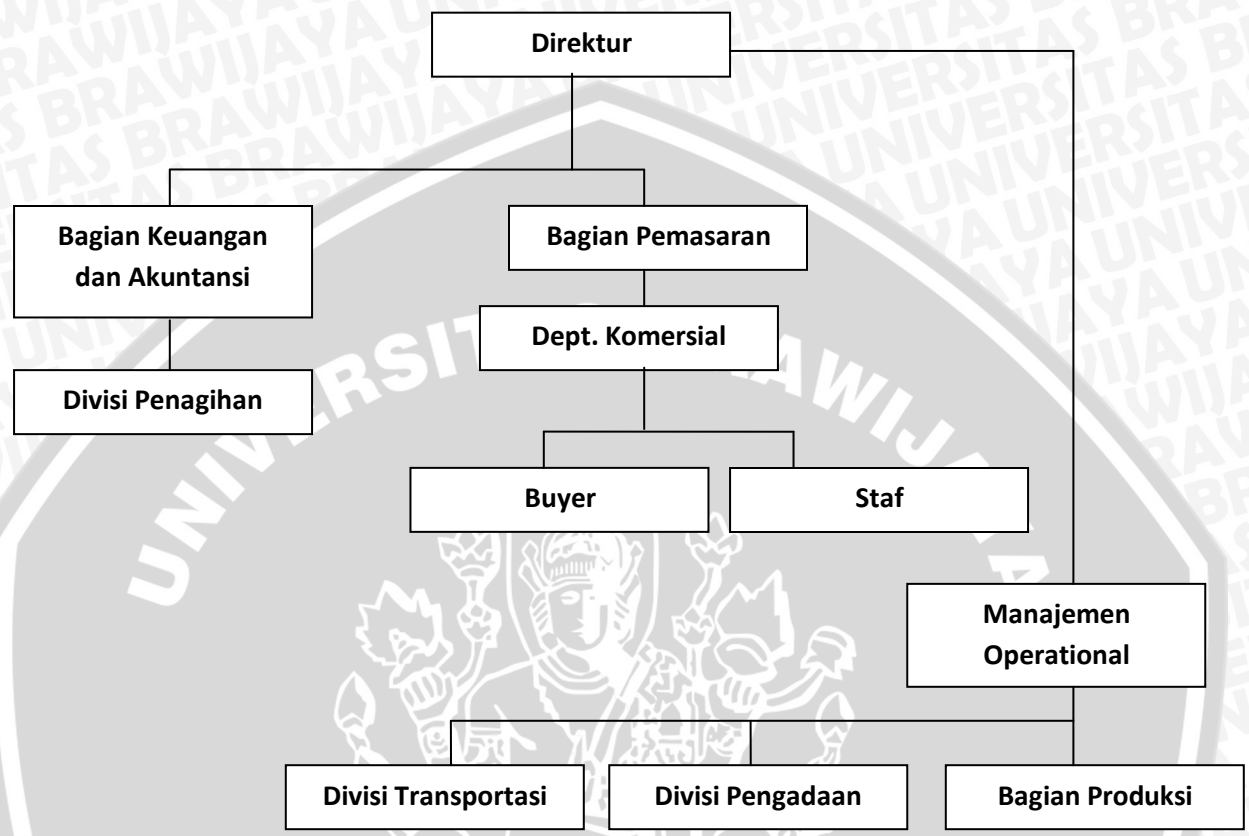 Direktur
Bagian Keuangan
dan Akuntansi
Bagian Pemasaran
Dept. Komersial
Divisi Penagihan
Buyer
Staf
Manajemen
Operational
Divisi Transportasi
Divisi Pengadaan
Bagian Produksi